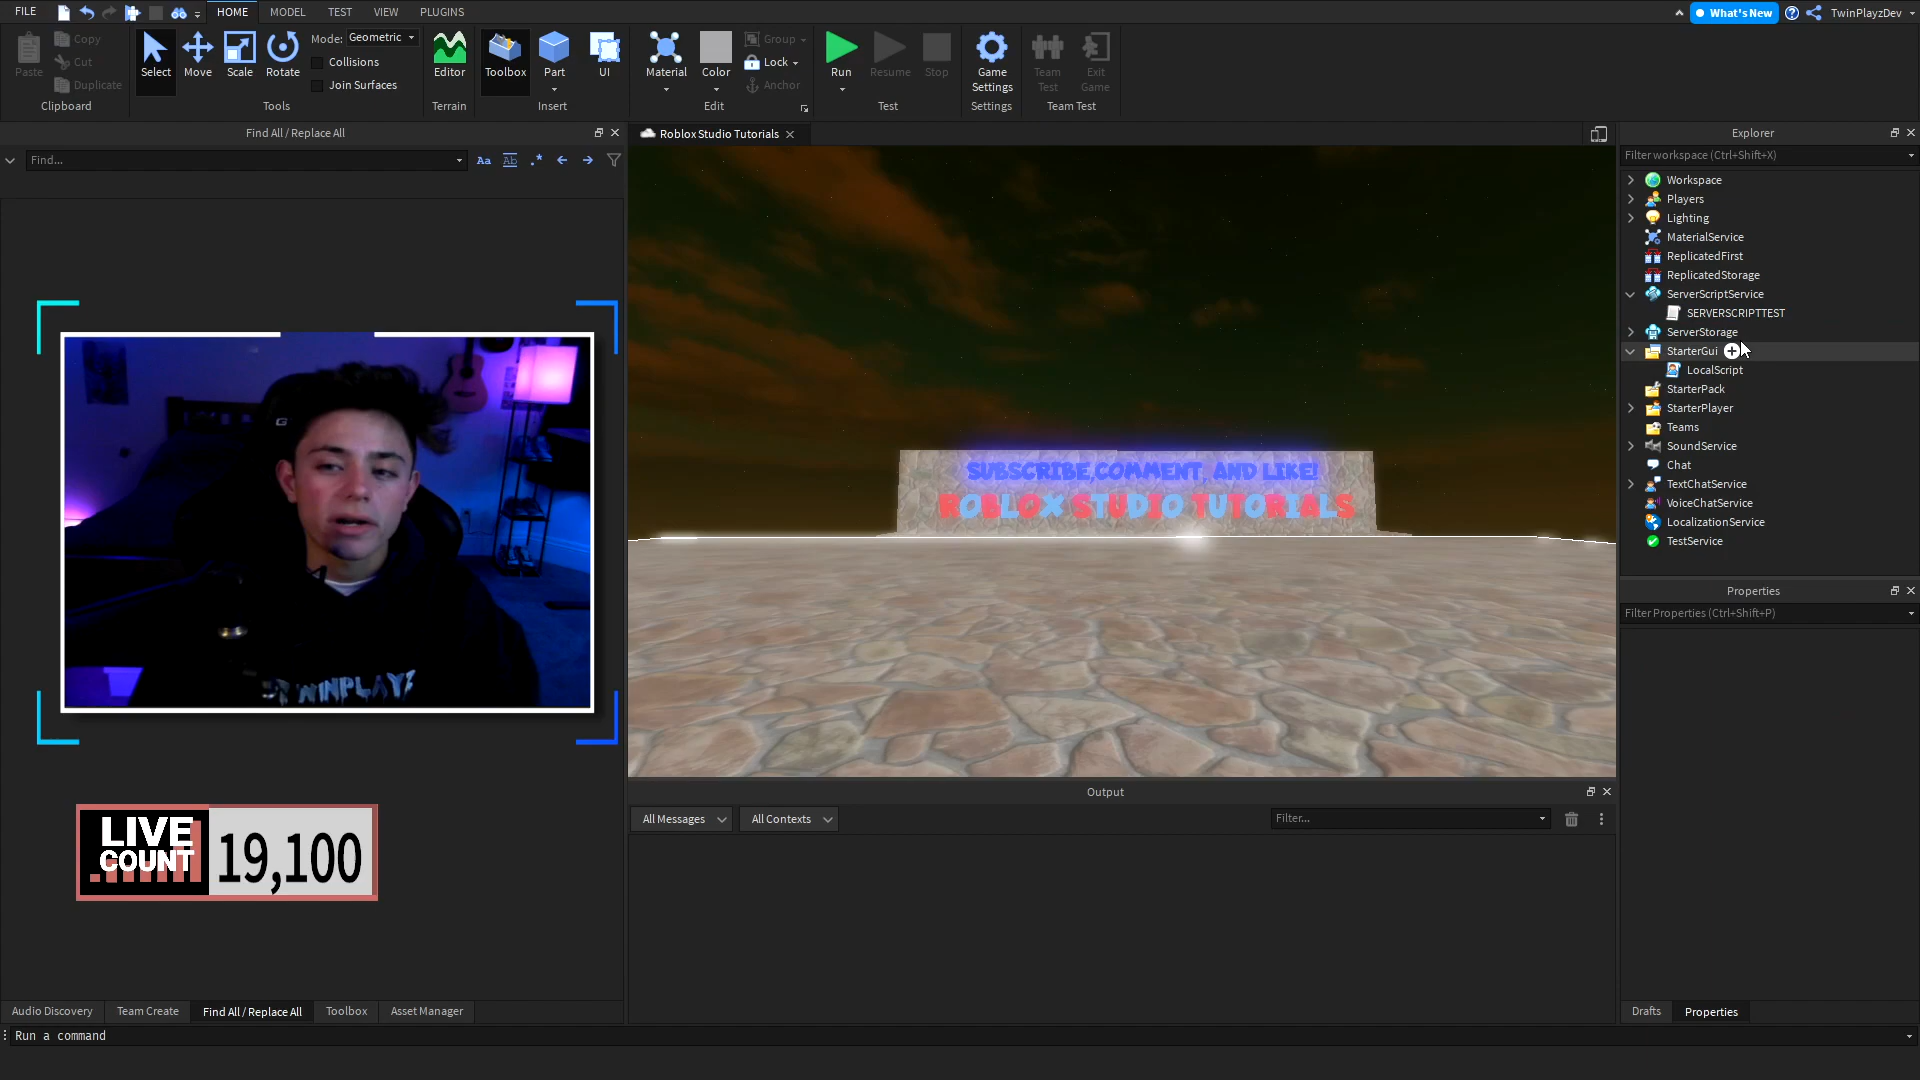 FILE HOME MODEL TEST VIEW PLUGINS What's New TwinPlayzDev
Paste Copy Cut Duplicate Clipboard
Select Move Scale Rotate Mode: Geometric Collisions Join Surfaces Tools
Editor Terrain
Toolbox Part UI Insert
Material Color Group Lock Anchor Edit
Run Resume Stop Test
Game Settings Settings
Team Test Exit Game Team Test
Find All / Replace All
Find...
Aa Ab .*
LIVE COUNT 19,100
Audio Discovery Team Create Find All / Replace All Toolbox Asset Manager
Run a command
Roblox Studio Tutorials
SUBSCRIBE,COMMENT, AND LIKE!
ROBLOX STUDIO TUTORIALS
Output
All Messages All Contexts Filter...
Explorer
Filter workspace (Ctrl+Shift+X)
Workspace
Players
Lighting
MaterialService
ReplicatedFirst
ReplicatedStorage
ServerScriptService
SERVERSCRIPTTEST
ServerStorage
StarterGui
LocalScript
StarterPack
StarterPlayer
Teams
SoundService
Chat
TextChatService
VoiceChatService
LocalizationService
TestService
Properties
Filter Properties (Ctrl+Shift+P)
Drafts Properties